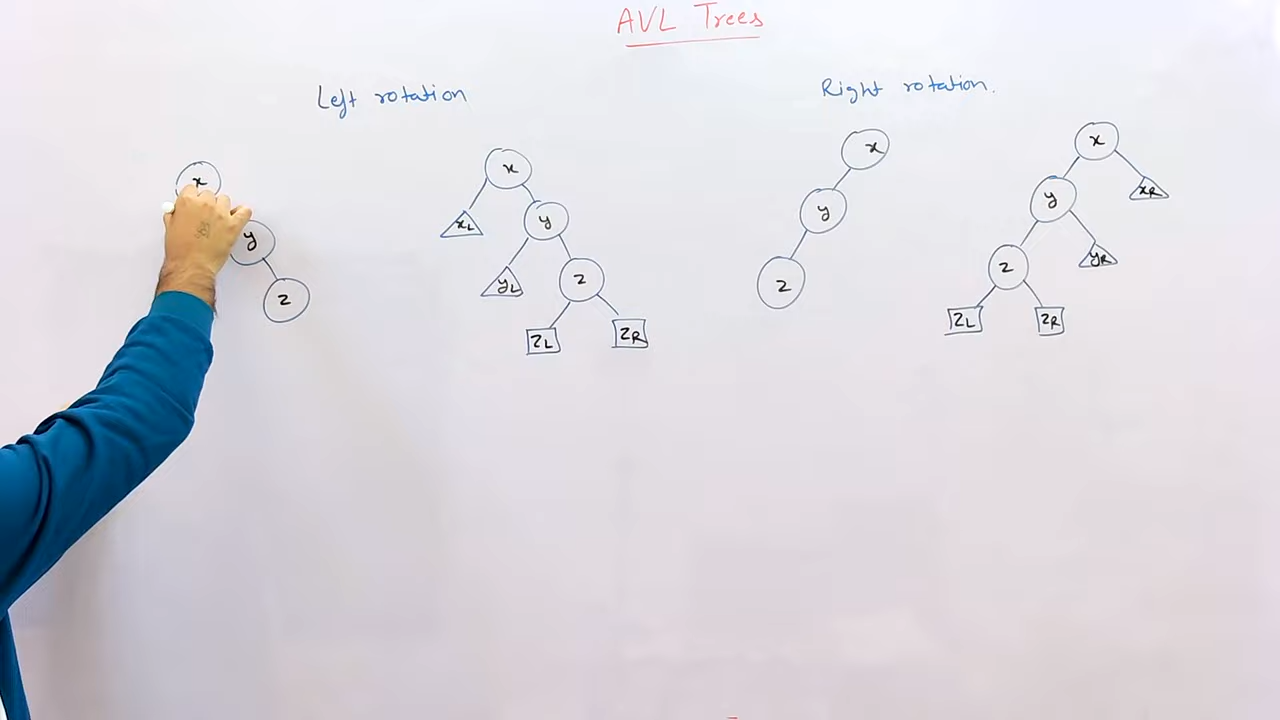 AVL Trees
Left rotation
Right rotation.
x
y
z
x
xL
y
yL
z
zL
zR
x
y
z
x
xR
y
yR
z
zL
zR